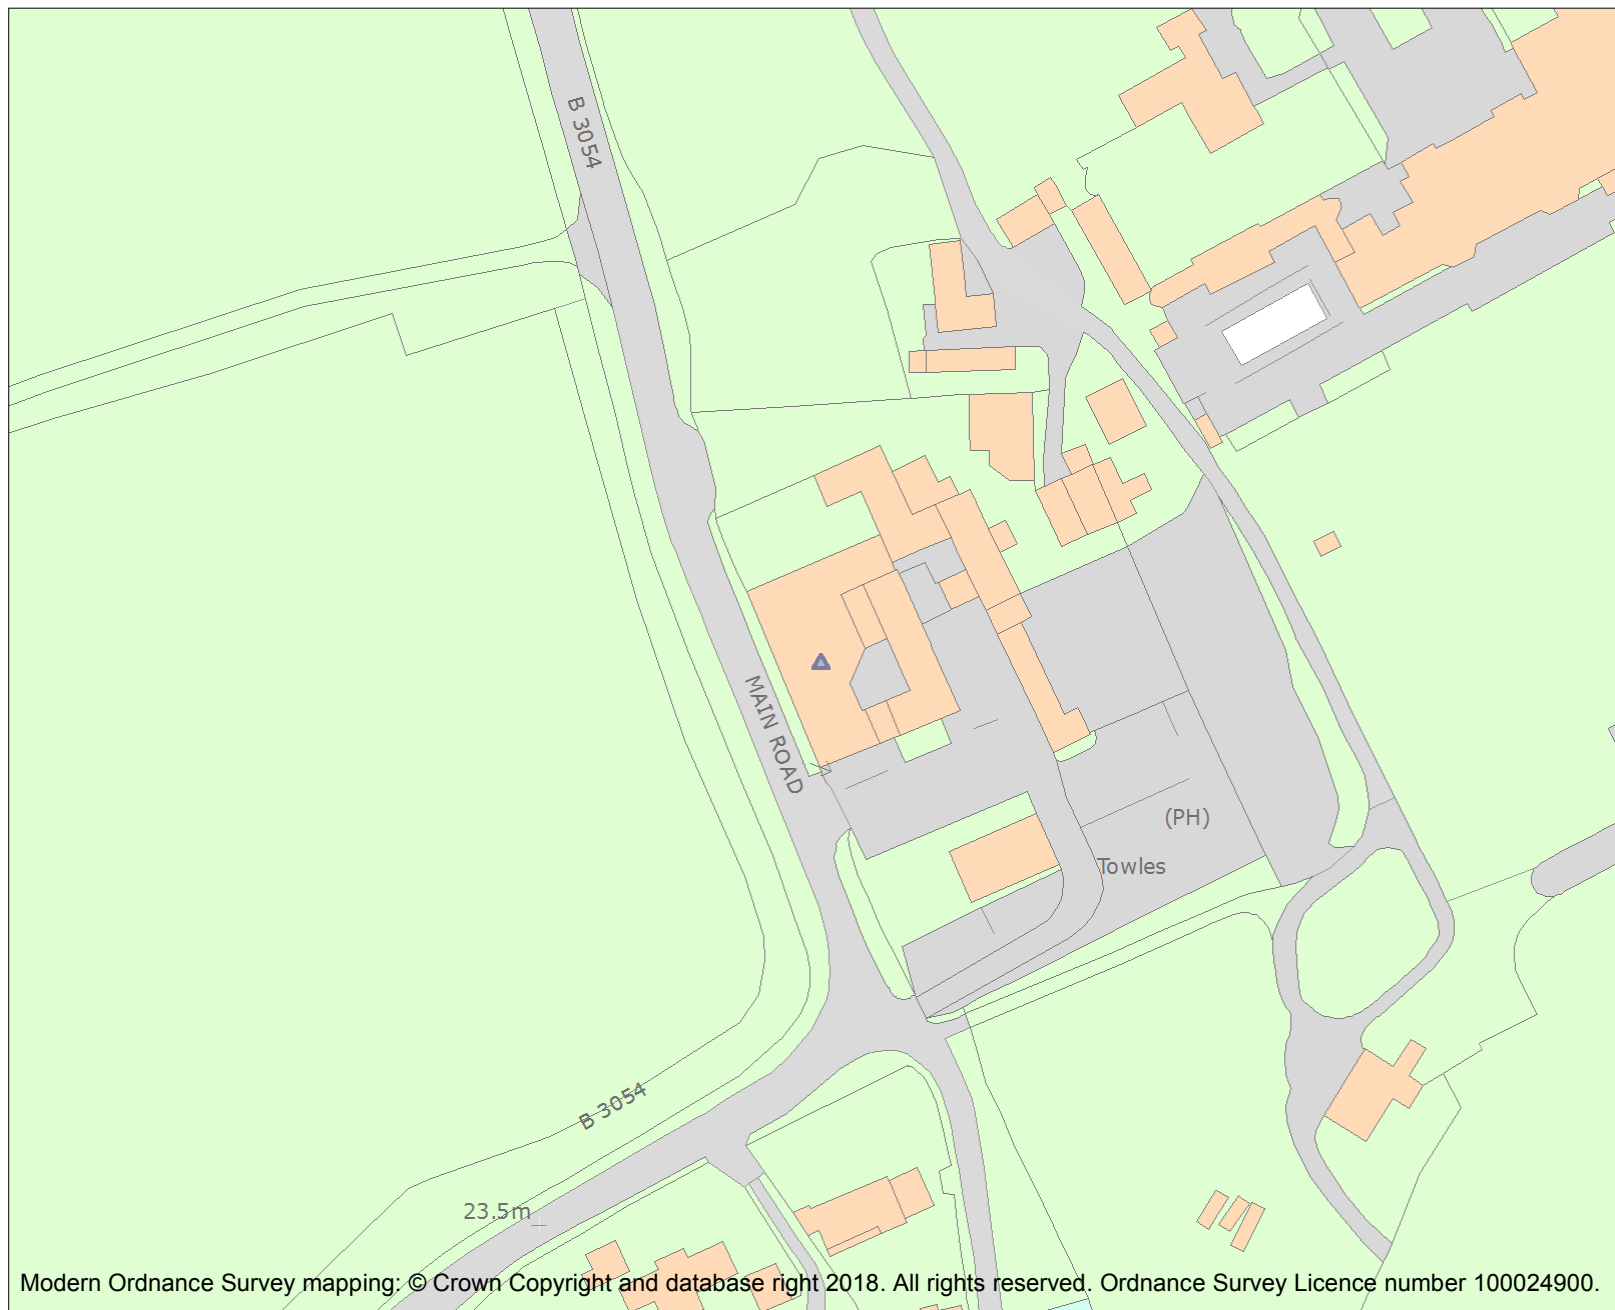 B 3054
MAIN ROAD
(PH)
Towles
B 3054
23.5m
Modern Ordnance Survey mapping: © Crown Copyright and database right 2018. All rights reserved. Ordnance Survey Licence number 100024900.